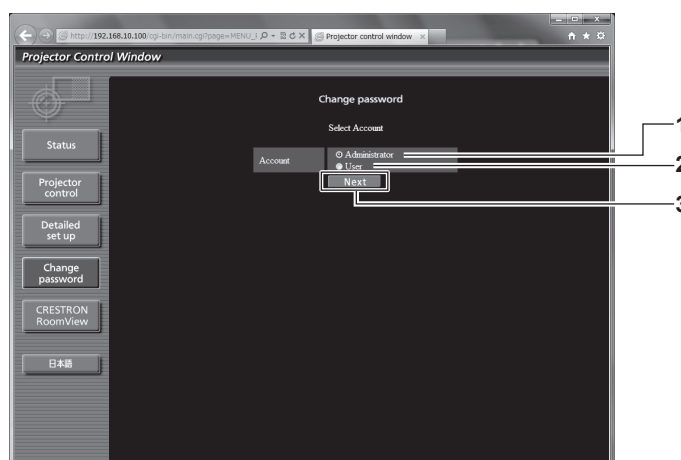 http://192.168.10.100/cgi-bin/main.cgi?page=MENU_
Projector control window
Projector Control Window
Change password
Select Account
Account
Administrator
User
Next
Status
Projector
control
Detailed
set up
Change
password
CRESTRON
RoomView
日本語
1
2
3